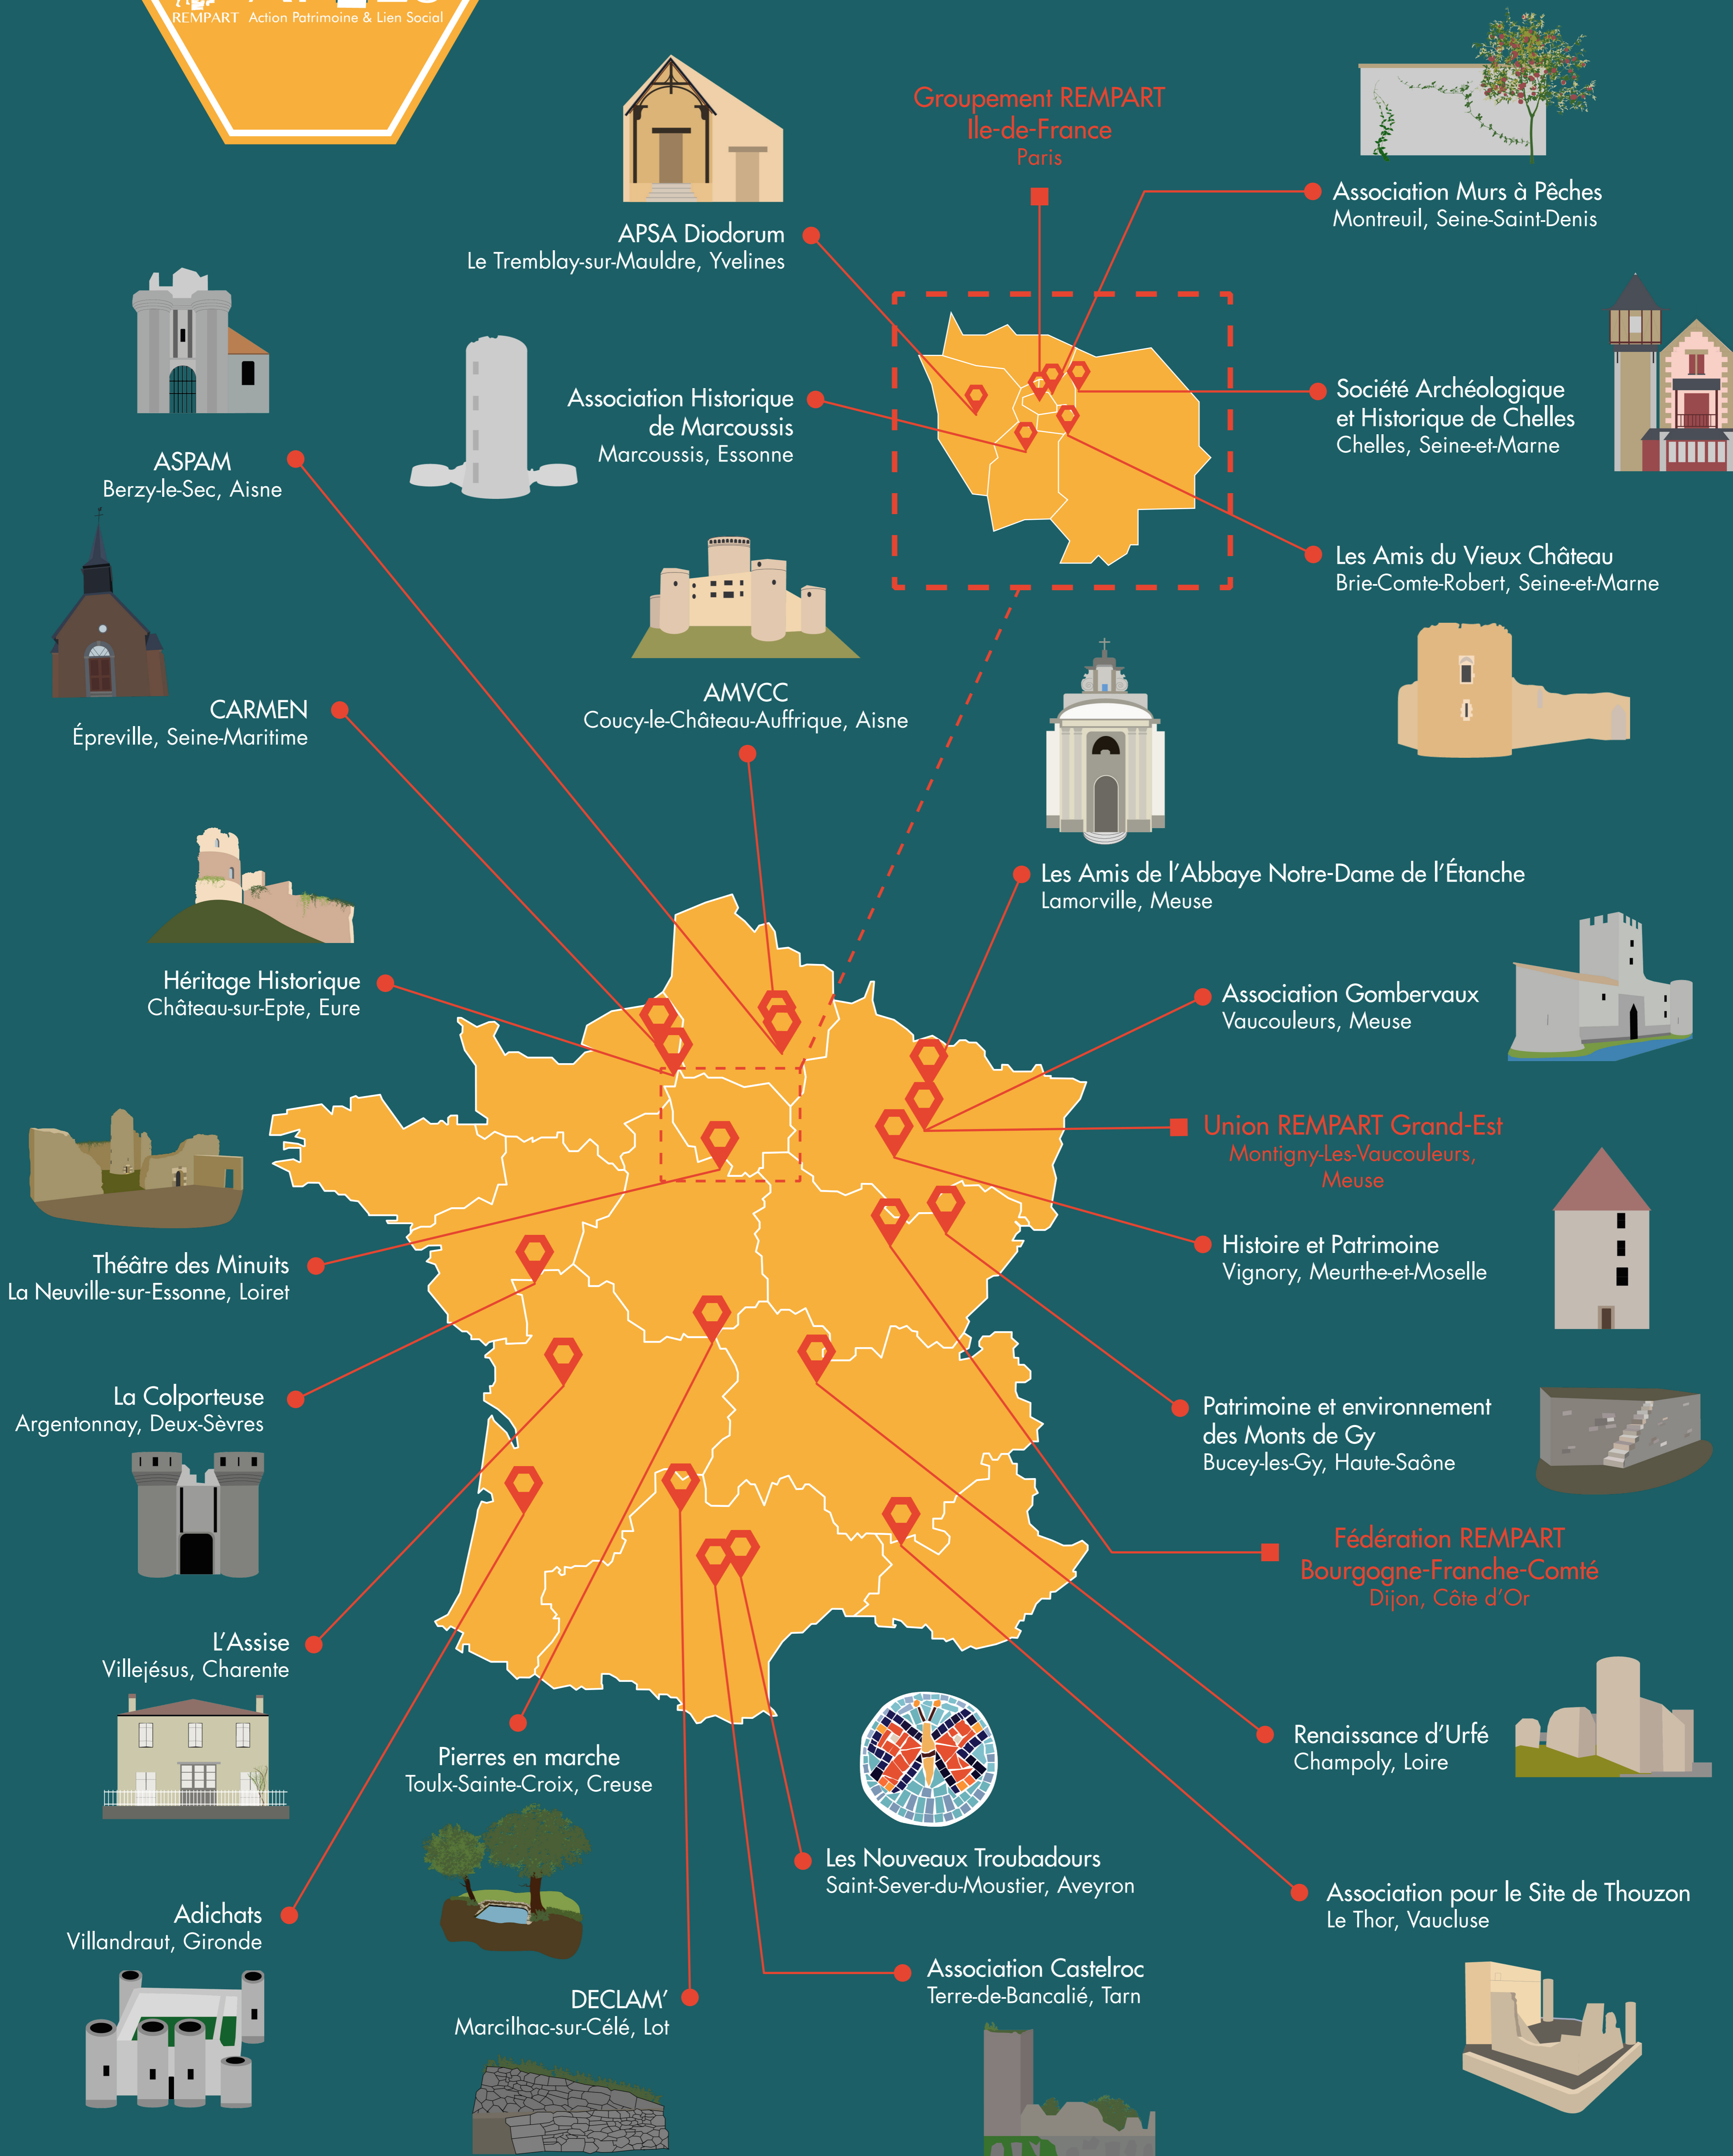 REMPART Action Patrimoine & Lien Social
Groupement REMPART
Ile-de-France
Paris
Association Murs à Pêches
Montreuil, Seine-Saint-Denis
APSA Diodorum
Le Tremblay-sur-Mauldre, Yvelines
Association Historique
de Marcoussis
Marcoussis, Essonne
Société Archéologique
et Historique de Chelles
Chelles, Seine-et-Marne
ASPAM
Berzy-le-Sec, Aisne
Les Amis du Vieux Château
Brie-Comte-Robert, Seine-et-Marne
CARMEN
Épreville, Seine-Maritime
AMVCC
Coucy-le-Château-Auffrique, Aisne
Les Amis de l'Abbaye Notre-Dame de l'Étanche
Lamorville, Meuse
Héritage Historique
Château-sur-Epte, Eure
Association Gombervaux
Vaucouleurs, Meuse
Union REMPART Grand-Est
Montigny-Les-Vaucouleurs,
Meuse
Théâtre des Minuits
La Neuville-sur-Essonne, Loiret
Histoire et Patrimoine
Vignory, Meurthe-et-Moselle
La Colporteuse
Argentonnay, Deux-Sèvres
Patrimoine et environnement
des Monts de Gy
Bucey-les-Gy, Haute-Saône
Fédération REMPART
Bourgogne-Franche-Comté
Dijon, Côte d'Or
L'Assise
Villejésus, Charente
Renaissance d'Urfé
Champoly, Loire
Pierres en marche
Toulx-Sainte-Croix, Creuse
Les Nouveaux Troubadours
Saint-Sever-du-Moustier, Aveyron
Association pour le Site de Thouzon
Le Thor, Vaucluse
Adichats
Villandraut, Gironde
Association Castelroc
Terre-de-Bancalié, Tarn
DECLAM'
Marcilhac-sur-Célé, Lot